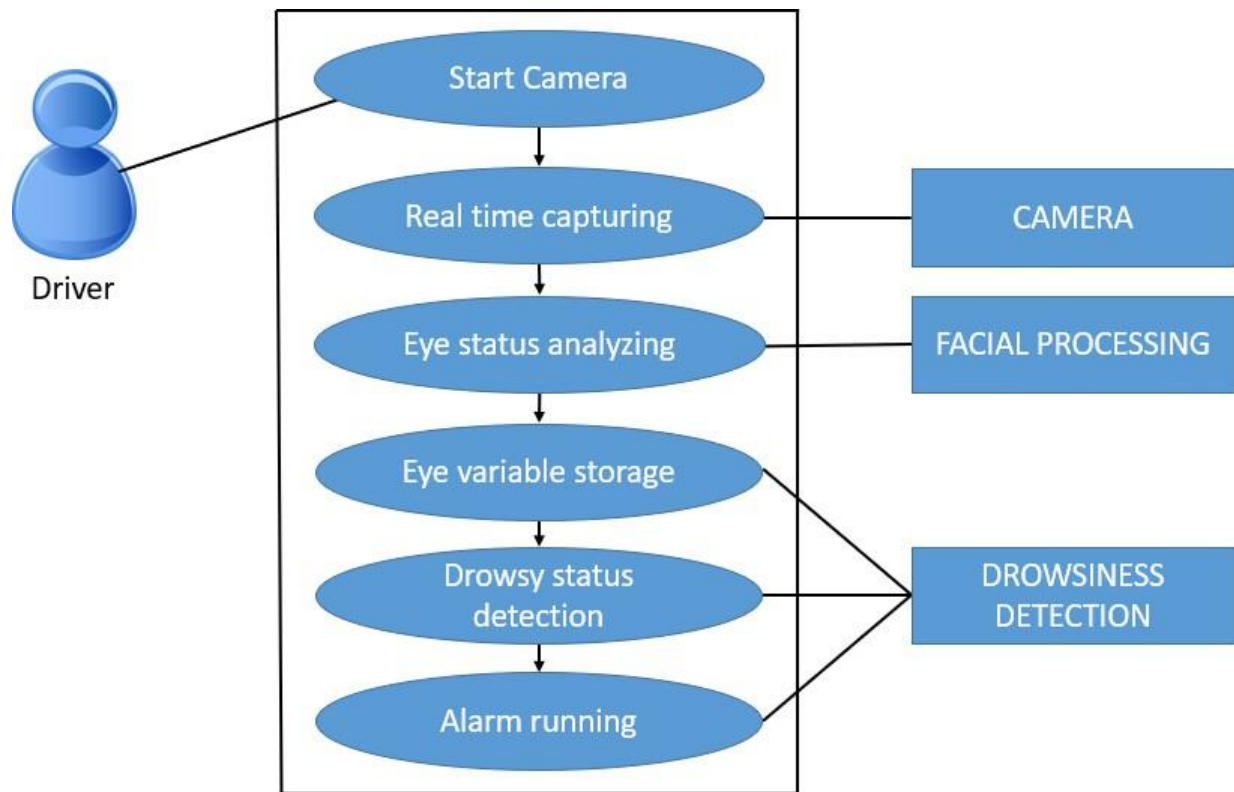 Start Camera
Driver
Real time capturing
CAMERA
Eye status analyzing
FACIAL PROCESSING
Eye variable storage
Drowsy status
detection
DROWSINESS
DETECTION
Alarm running